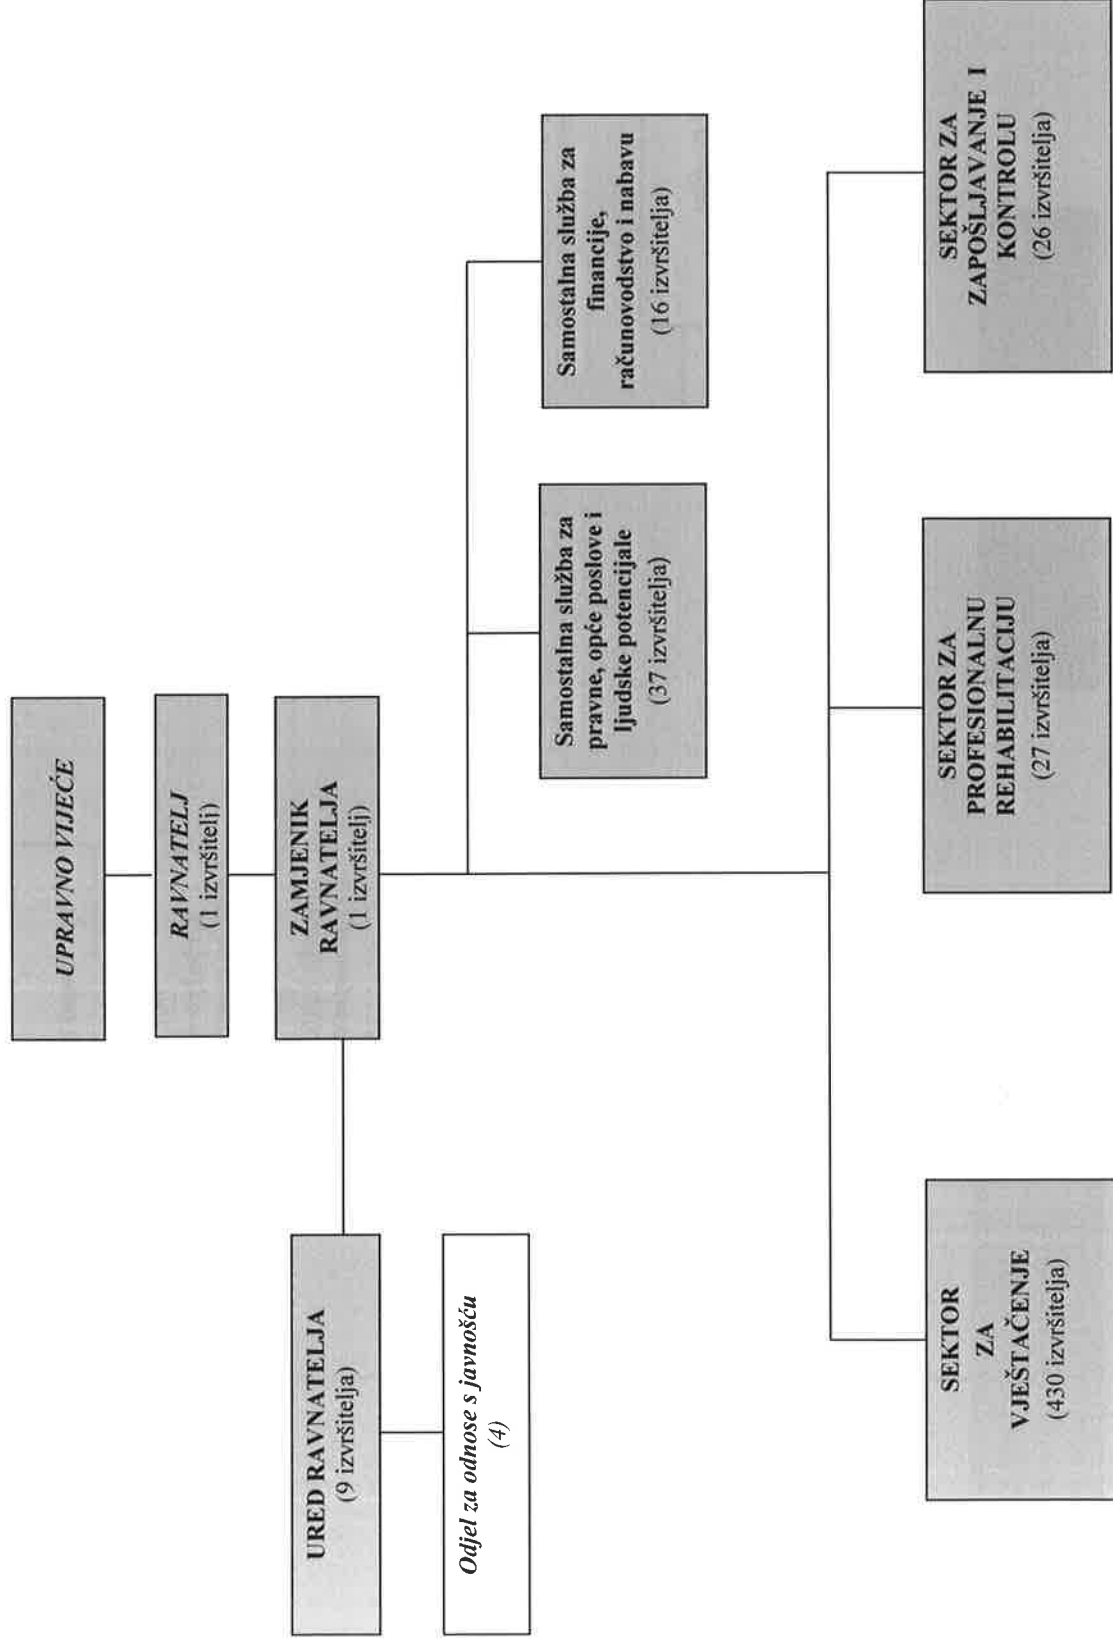 UPRAVNO VIJEĆE
RAVNATELJ
(1 izvršitelj)
ZAMJENIK
RAVNATELJA
(1 izvršitelj)
URED RAVNATELJA
(9 izvršitelja)
Odjel za odnose s javnošću
(4)
Samostalna služba za
pravne, opće poslove i
ljudske potencijale
(37 izvršitelja)
Samostalna služba za
financije,
računovodstvo i nabavu
(16 izvršitelja)
SEKTOR
ZA
VJEŠTAČENJE
(430 izvršitelja)
SEKTOR ZA
PROFESIONALNU
REHABILITACIJU
(27 izvršitelja)
SEKTOR ZA
ZAPOŠLJAVANJE I
KONTROLU
(26 izvršitelja)